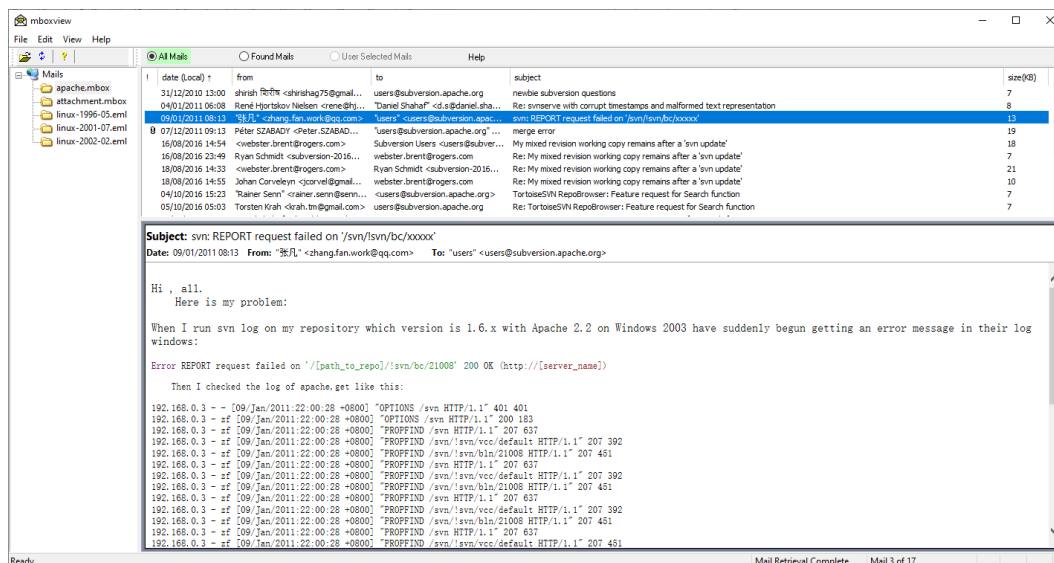 mboxview
File Edit View Help
All Mails Found Mails User Selected Mails Help
Mails
apache.mbox
attachment.mbox
linux-1996-05.eml
linux-2001-07.eml
linux-2002-02.eml
! date (Local) ↑ from to subject size(KB)
31/12/2010 13:00 shirish शिरीष <shirishag75@gmail... users@subversion.apache.org newbie subversion questions 7
04/01/2011 06:08 René Hjortskov Nielsen <rene@hj... "Daniel Shahaf" <d.s@daniel.sha... Re: svnserve with corrupt timestamps and malformed text representation 8
09/01/2011 08:13 "张凡" <zhang.fan.work@qq.com> "users" <users@subversion.apac... svn: REPORT request failed on '/svn/!svn/bc/xxxxx' 13
07/12/2011 09:13 Péter SZABADY <Peter.SZABAD... "users@subversion.apache.org" ... merge error 19
16/08/2016 14:54 <webster.brent@rogers.com> Subversion Users <users@subver... My mixed revision working copy remains after a 'svn update' 18
16/08/2016 23:49 Ryan Schmidt <subversion-2016... webster.brent@rogers.com Re: My mixed revision working copy remains after a 'svn update' 7
18/08/2016 14:33 <webster.brent@rogers.com> Ryan Schmidt <subversion-2016... Re: My mixed revision working copy remains after a 'svn update' 21
18/08/2016 14:55 Johan Corveleyn <jcorvel@gmail... webster.brent@rogers.com Re: My mixed revision working copy remains after a 'svn update' 10
04/10/2016 15:23 "Rainer Senn" <rainer.senn@senn... <users@subversion.apache.org> TortoiseSVN RepoBrowser: Feature request for Search function 7
05/10/2016 05:03 Torsten Krah <krah.tm@gmail.com> users@subversion.apache.org Re: TortoiseSVN RepoBrowser: Feature request for Search function 7
Subject: svn: REPORT request failed on '/svn/!svn/bc/xxxxx'
Date: 09/01/2011 08:13 From: "张凡" <zhang.fan.work@qq.com> To: "users" <users@subversion.apache.org>
Hi , all.
Here is my problem:
When I run svn log on my repository which version is 1.6.x with Apache 2.2 on Windows 2003 have suddenly begun getting an error message in their log
windows:
Error REPORT request failed on '/[path_to_repo]/!svn/bc/21008' 200 OK (http://[server_name])
Then I checked the log of apache,get like this:
192.168.0.3 - - [09/Jan/2011:22:00:28 +0800] "OPTIONS /svn HTTP/1.1" 401 401
192.168.0.3 - zf [09/Jan/2011:22:00:28 +0800] "OPTIONS /svn HTTP/1.1" 200 183
192.168.0.3 - zf [09/Jan/2011:22:00:28 +0800] "PROPFIND /svn HTTP/1.1" 207 637
192.168.0.3 - zf [09/Jan/2011:22:00:28 +0800] "PROPFIND /svn/!svn/vcc/default HTTP/1.1" 207 392
192.168.0.3 - zf [09/Jan/2011:22:00:28 +0800] "PROPFIND /svn/!svn/bln/21008 HTTP/1.1" 207 451
192.168.0.3 - zf [09/Jan/2011:22:00:28 +0800] "PROPFIND /svn HTTP/1.1" 207 637
192.168.0.3 - zf [09/Jan/2011:22:00:28 +0800] "PROPFIND /svn/!svn/vcc/default HTTP/1.1" 207 392
192.168.0.3 - zf [09/Jan/2011:22:00:28 +0800] "PROPFIND /svn/!svn/bln/21008 HTTP/1.1" 207 451
192.168.0.3 - zf [09/Jan/2011:22:00:28 +0800] "PROPFIND /svn HTTP/1.1" 207 637
192.168.0.3 - zf [09/Jan/2011:22:00:28 +0800] "PROPFIND /svn/!svn/vcc/default HTTP/1.1" 207 392
192.168.0.3 - zf [09/Jan/2011:22:00:28 +0800] "PROPFIND /svn/!svn/bln/21008 HTTP/1.1" 207 451
192.168.0.3 - zf [09/Jan/2011:22:00:28 +0800] "PROPFIND /svn HTTP/1.1" 207 637
192.168.0.3 - zf [09/Jan/2011:22:00:28 +0800] "PROPFIND /svn/!svn/vcc/default HTTP/1.1" 207 451
Ready Mail Retrieval Complete Mail 3 of 17